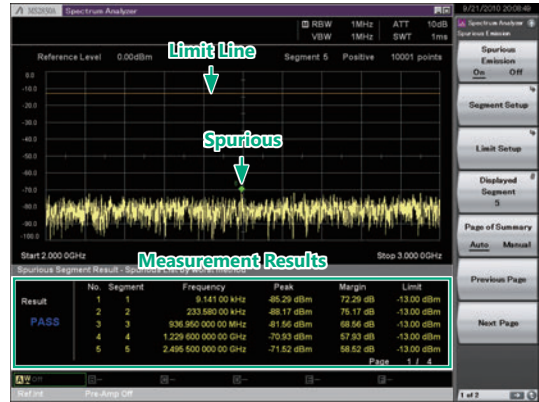 MS2850A Spectrum Analyzer
9/21/2010 20:08:49
RBW 1MHz ATT 10dB
VBW 1MHz SWT 1ms
Reference Level 0.00dBm Segment 5 Positive 10001 points
Limit Line
0.0
-10.0
-20.0
-30.0
-40.0
-50.0
-60.0
-70.0
-80.0
-90.0
-100.0
Spurious
5
Start 2.000 0GHz Stop 3.000 0GHz
Measurement Results
Spurious Segment Result - Spurious List by Worst method
No. Segment Frequency Peak Margin Limit
Result
PASS
1 1 9.141 00 kHz -85.29 dBm 72.29 dB -13.00 dBm
2 2 233.580 00 kHz -88.17 dBm 75.17 dB -13.00 dBm
3 3 936.950 000 00 MHz -81.56 dBm 68.56 dB -13.00 dBm
4 4 1.229 600 000 00 GHz -70.93 dBm 57.93 dB -13.00 dBm
5 5 2.495 500 000 00 GHz -71.52 dBm 58.52 dB -13.00 dBm
Page 1 / 4
Off
Ref.Int Pre-Amp Off
Spectrum Analyzer
Spurious Emission
Spurious
Emission
On Off
Segment Setup
Limit Setup
Displayed
Segment
5
Page of Summary
Auto Manual
Previous Page
Next Page
1 of 2